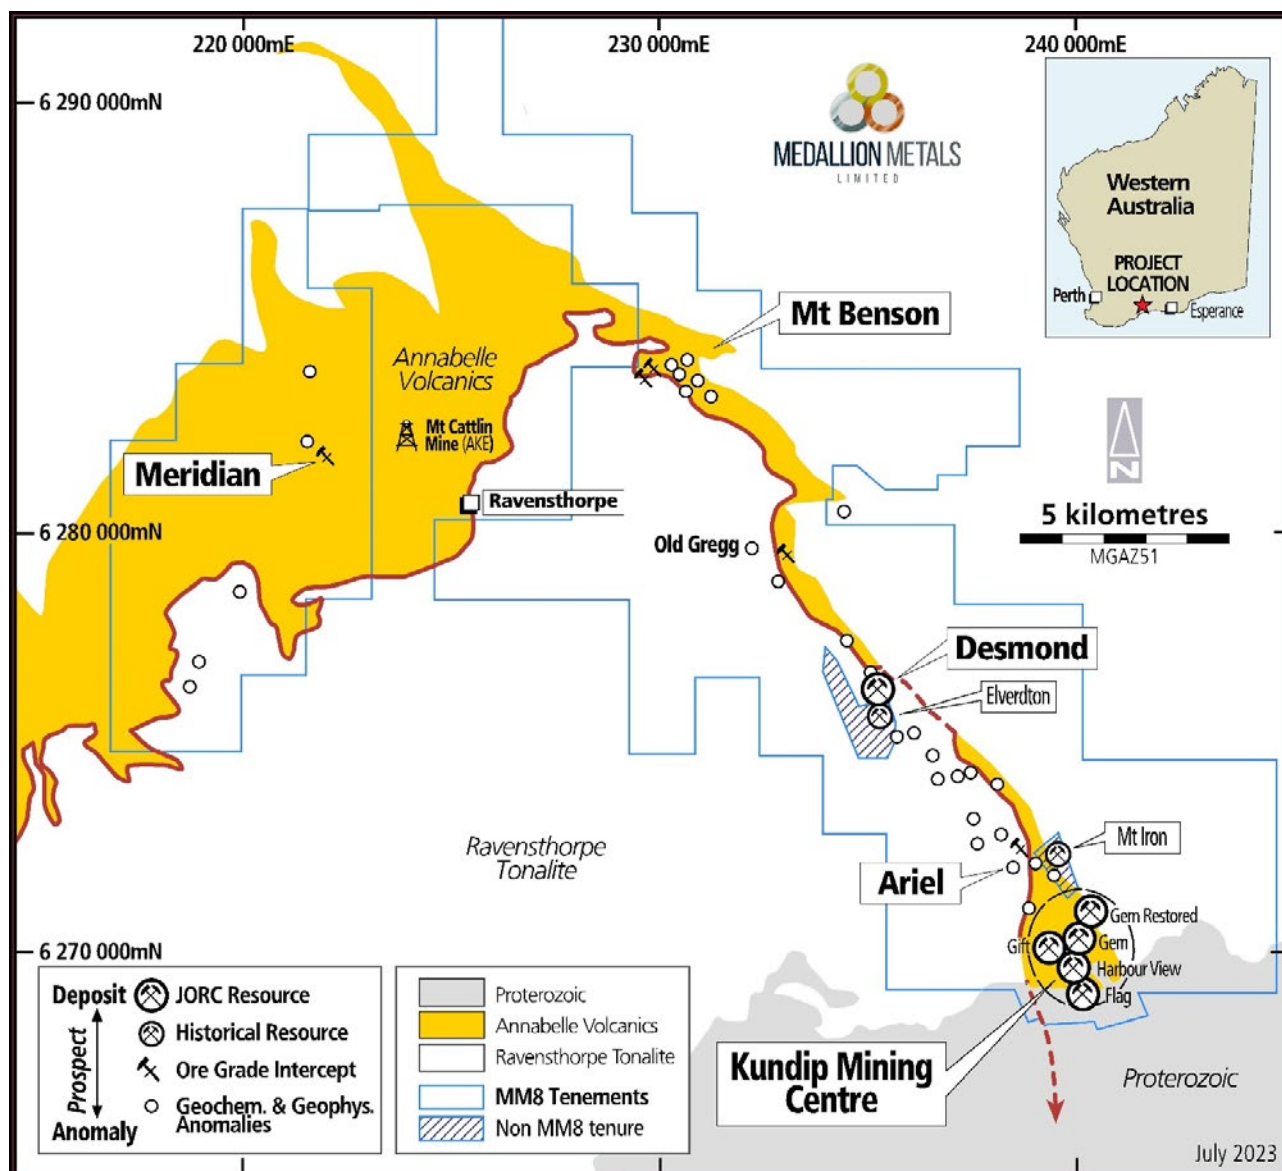 220 000mE
230 000mE
240 000mE
6 290 000mN
MEDALLION METALS
LIMITED
Western
Australia
PROJECT
LOCATION
Perth
Esperance
Mt Benson
Annabelle
Volcanics
Mt Cattlin
Mine (AKE)
Meridian
Ravensthorpe
N
5 kilometres
MGAZ51
6 280 000mN
Old Gregg
Desmond
Elverdton
Ravensthorpe
Tonalite
Mt Iron
Ariel
Gem Restored
Gift
Gem
Harbour View
Flag
6 270 000mN
Kundip Mining
Centre
Proterozoic
Deposit
Prospect
Anomaly
JORC Resource
Historical Resource
Ore Grade Intercept
Geochem. & Geophys.
Anomalies
Proterozoic
Annabelle Volcanics
Ravensthorpe Tonalite
MM8 Tenements
Non MM8 tenure
July 2023